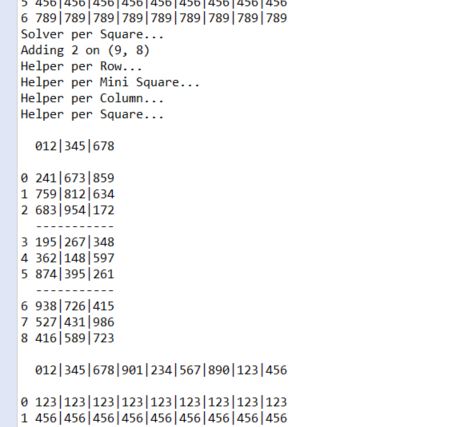 5 456|456|456|456|456|456|456|456|456
6 789|789|789|789|789|789|789|789|789
Solver per Square...
Adding 2 on (9, 8)
Helper per Row...
Helper per Mini Square...
Helper per Column...
Helper per Square...
012|345|678
0 241|673|859
1 759|812|634
2 683|954|172
-----------
3 195|267|348
4 362|148|597
5 874|395|261
-----------
6 938|726|415
7 527|431|986
8 416|589|723
012|345|678|901|234|567|890|123|456
0 123|123|123|123|123|123|123|123|123
1 456|456|456|456|456|456|456|456|456